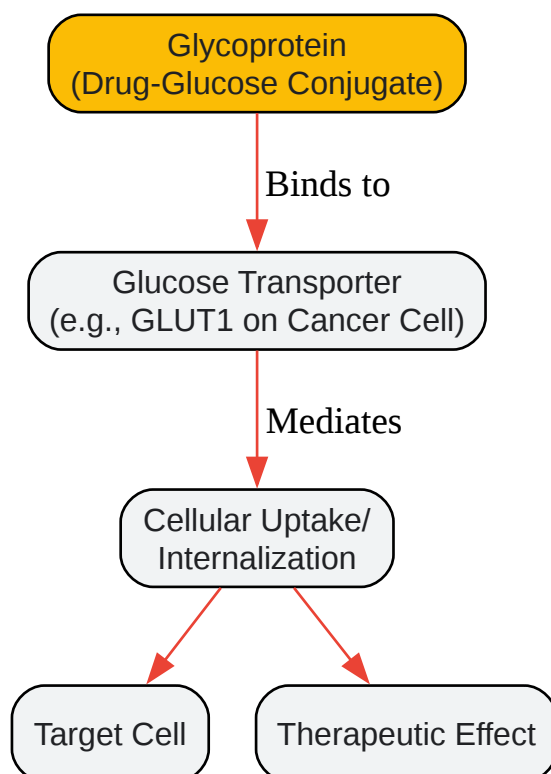 Glycoprotein
(Drug-Glucose Conjugate)
Binds to
Glucose Transporter
(e.g., GLUT1 on Cancer Cell)
Mediates
Cellular Uptake/
Internalization
Target Cell
Therapeutic Effect